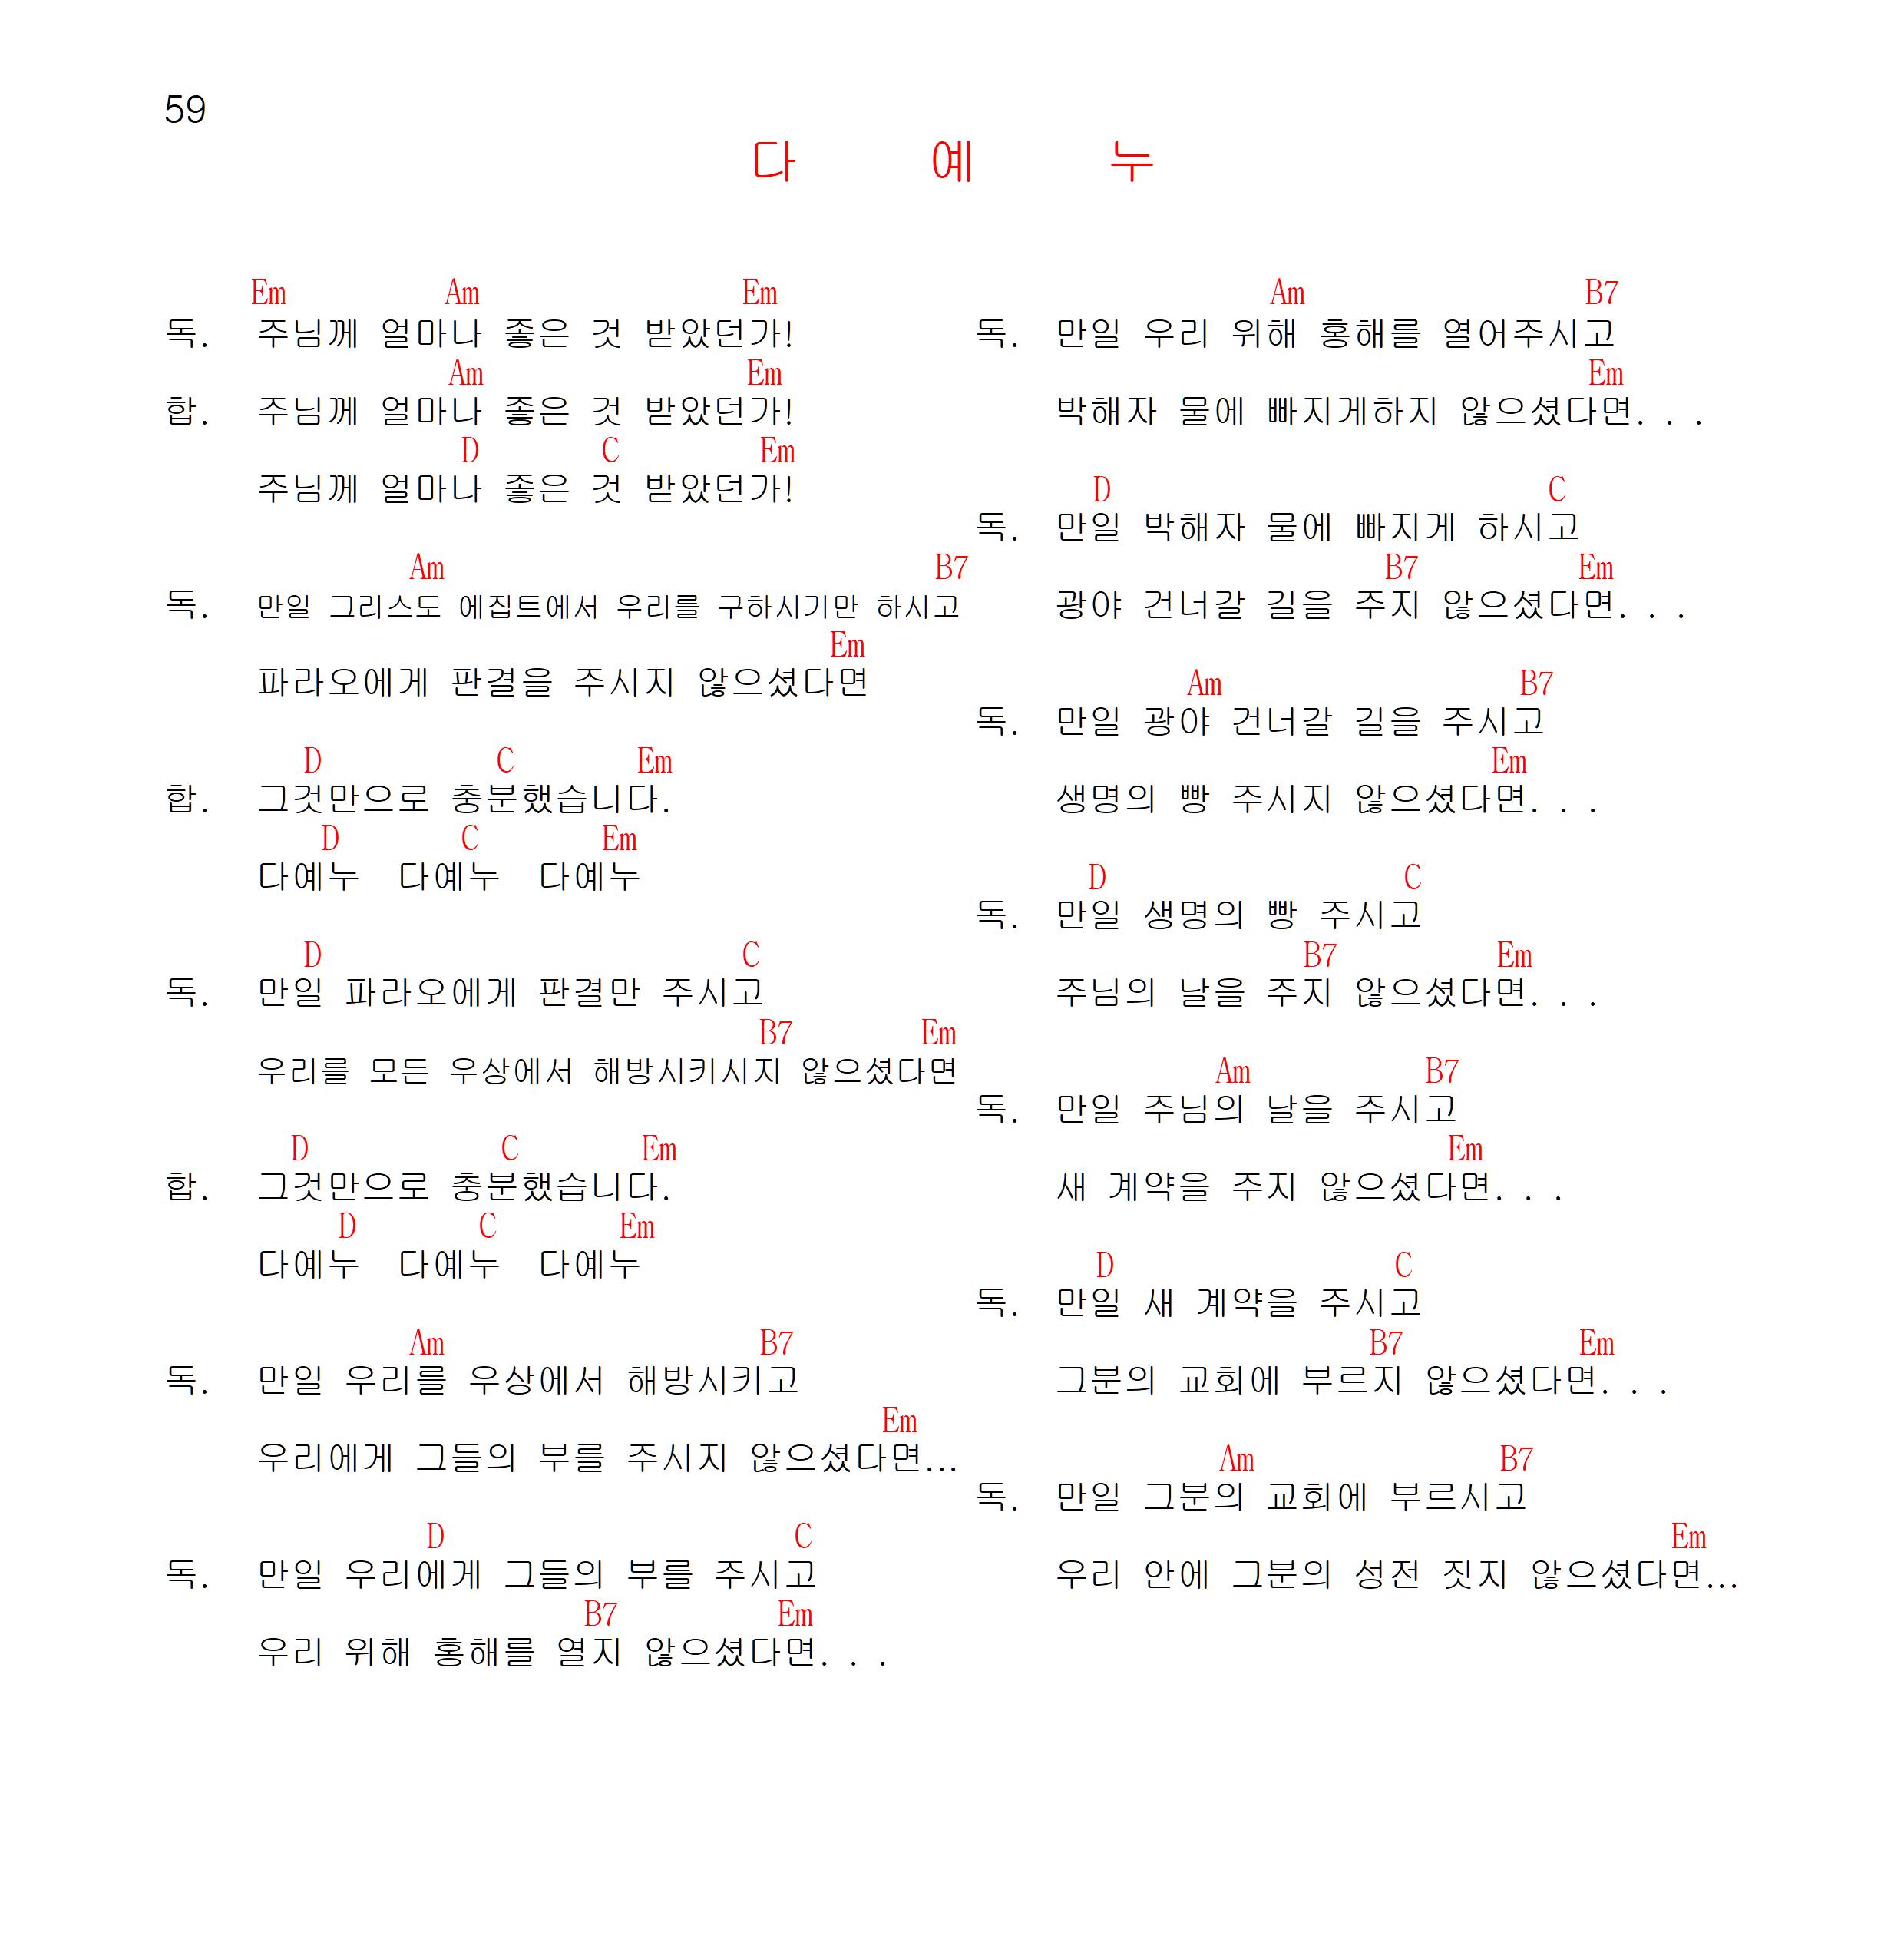 59
다 예 누
Em Am Em
독. 주님께 얼마나 좋은 것 받았던가!
Am Em
합. 주님께 얼마나 좋은 것 받았던가!
D C Em
주님께 얼마나 좋은 것 받았던가!
Am B7
독. 만일 그리스도 에집트에서 우리를 구하시기만 하시고
Em
파라오에게 판결을 주시지 않으셨다면
D C Em
합. 그것만으로 충분했습니다.
D C Em
다예누 다예누 다예누
D C
독. 만일 파라오에게 판결만 주시고
B7 Em
우리를 모든 우상에서 해방시키시지 않으셨다면
D C Em
합. 그것만으로 충분했습니다.
D C Em
다예누 다예누 다예누
Am B7
독. 만일 우리를 우상에서 해방시키고
Em
우리에게 그들의 부를 주시지 않으셨다면...
D C
독. 만일 우리에게 그들의 부를 주시고
B7 Em
우리 위해 홍해를 열지 않으셨다면. . .
Am B7
독. 만일 우리 위해 홍해를 열어주시고
Em
박해자 물에 빠지게하지 않으셨다면. . .
D C
독. 만일 박해자 물에 빠지게 하시고
B7 Em
광야 건너갈 길을 주지 않으셨다면. . .
Am B7
독. 만일 광야 건너갈 길을 주시고
Em
생명의 빵 주시지 않으셨다면. . .
D C
독. 만일 생명의 빵 주시고
B7 Em
주님의 날을 주지 않으셨다면. . .
Am B7
독. 만일 주님의 날을 주시고
Em
새 계약을 주지 않으셨다면. . .
D C
독. 만일 새 계약을 주시고
B7 Em
그분의 교회에 부르지 않으셨다면. . .
Am B7
독. 만일 그분의 교회에 부르시고
Em
우리 안에 그분의 성전 짓지 않으셨다면...